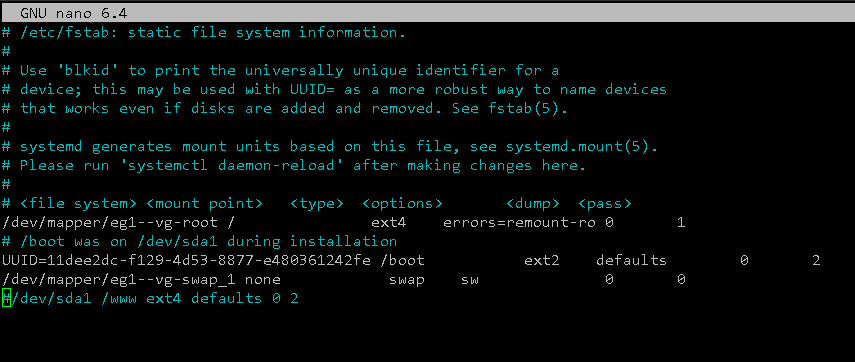 GNU nano 6.4
# /etc/fstab: static file system information.
#
# Use 'blkid' to print the universally unique identifier for a
# device; this may be used with UUID= as a more robust way to name devices
# that works even if disks are added and removed. See fstab(5).
#
# systemd generates mount units based on this file, see systemd.mount(5).
# Please run 'systemctl daemon-reload' after making changes here.
#
# <file system> <mount point>   <type>  <options>       <dump>  <pass>
/dev/mapper/eg1--vg-root /               ext4    errors=remount-ro 0       1
# /boot was on /dev/sda1 during installation
UUID=11dee2dc-f129-4d53-8877-e480361242fe /boot           ext2    defaults        0       2
/dev/mapper/eg1--vg-swap_1 none            swap    sw              0       0
#/dev/sda1 /www ext4 defaults 0 2